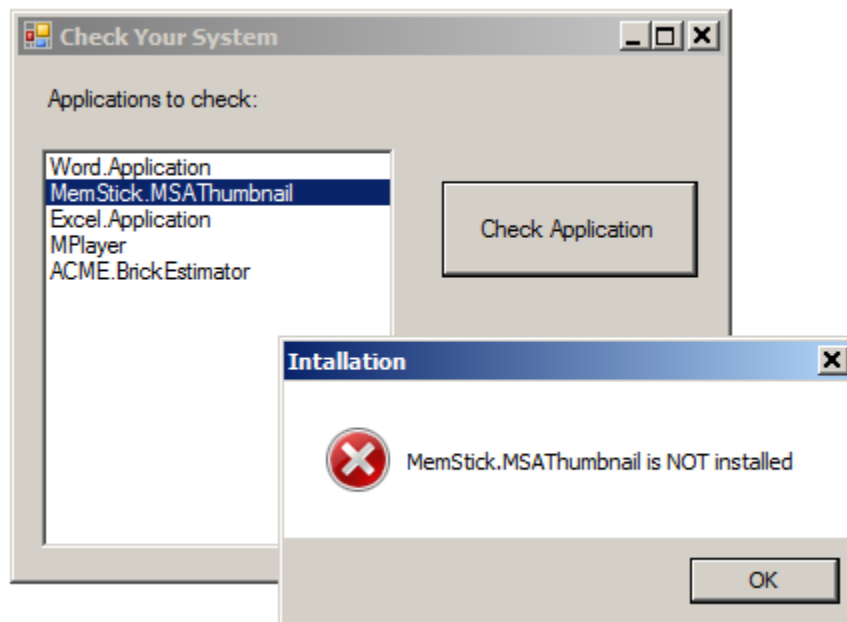 Check Your System
Applications to check:
Word.Application
MemStick.MSAThumbnail
Excel.Application
MPlayer
ACME.BrickEstimator
Check Application
Intallation
MemStick.MSAThumbnail is NOT installed
OK